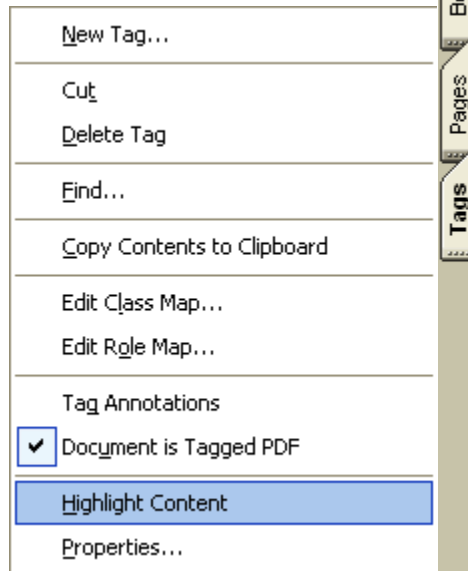 New Tag...
Cut
Delete Tag
Find...
Copy Contents to Clipboard
Edit Class Map...
Edit Role Map...
Tag Annotations
Document is Tagged PDF
Highlight Content
Properties...
Pages
Tags